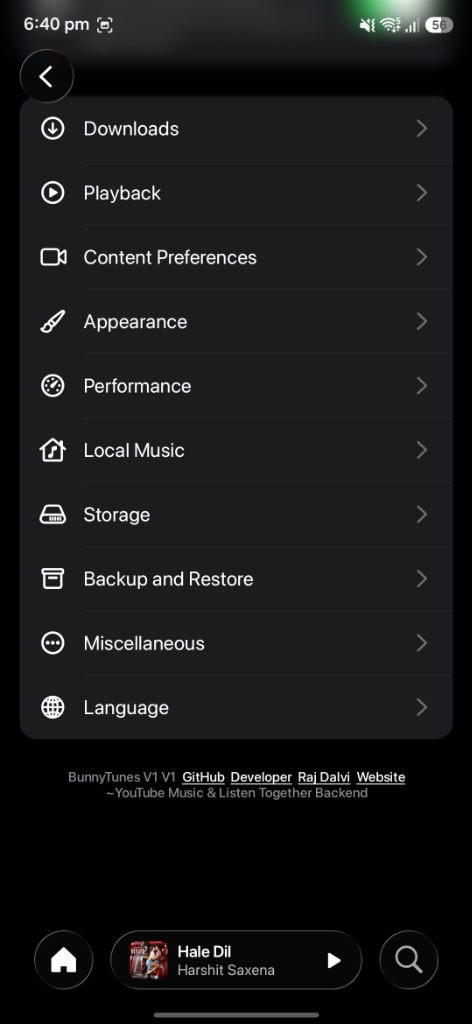 6:40 pm
56
Downloads
Playback
Content Preferences
Appearance
Performance
Local Music
Storage
Backup and Restore
Miscellaneous
Language
BunnyTunes V1 V1 GitHub Developer Raj Dalvi Website
~YouTube Music & Listen Together Backend
Hale Dil
Harshit Saxena